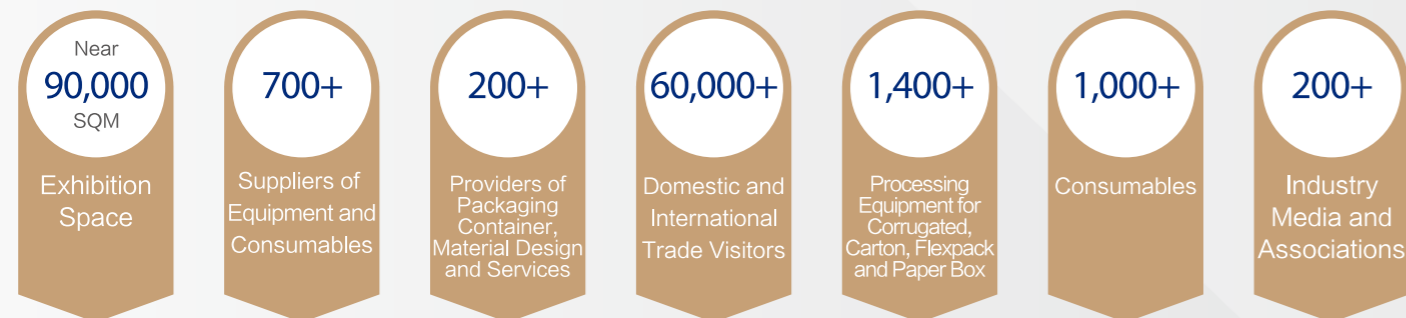 Near
90,000
SQM
Exhibition
Space
700+
Suppliers of
Equipment and
Consumables
200+
Providers of
Packaging
Container,
Material Design
and Services
60,000+
Domestic and
International
Trade Visitors
1,400+
Processing
Equipment for
Corrugated,
Carton, Flexpack
and Paper Box
1,000+
Consumables
200+
Industry
Media and
Associations